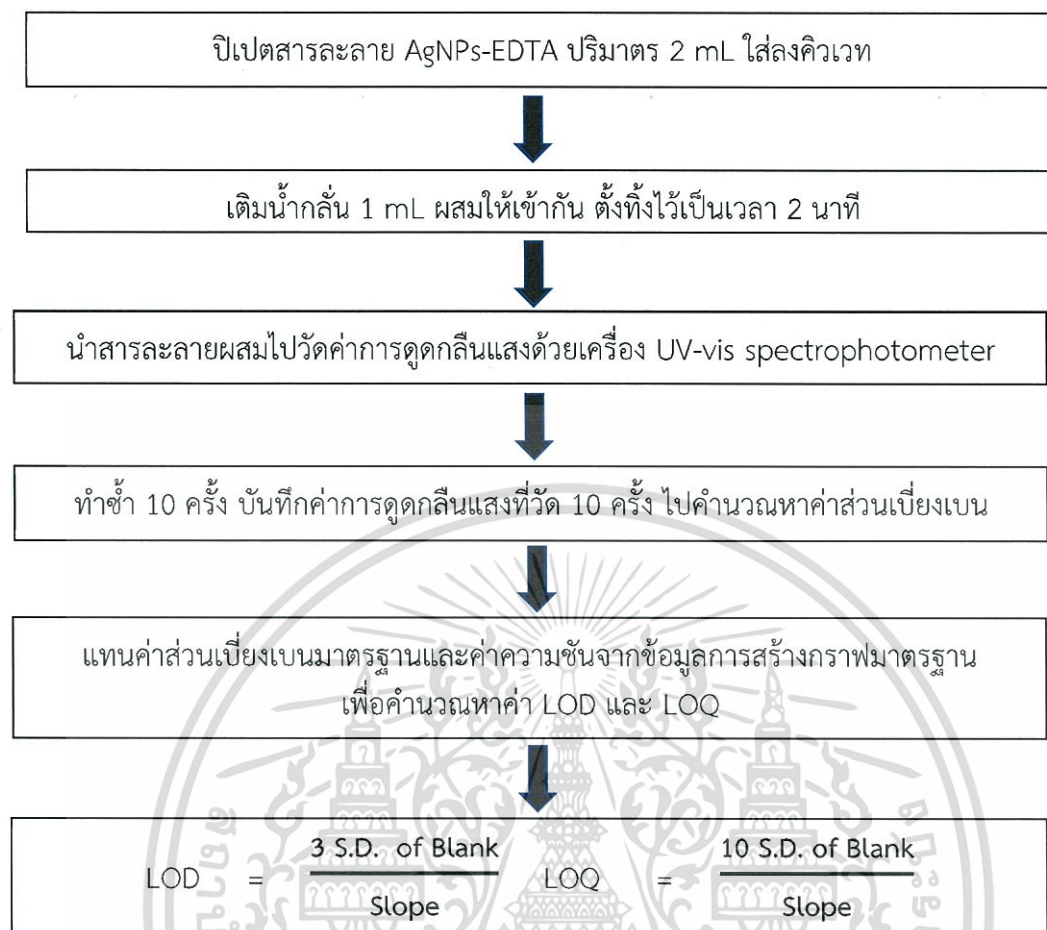 ปิเปตสารละลาย AgNPs-EDTA ปริมาตร 2 mL ใส่ลงคิวเวท
เติมน้ำกลั่น 1 mL ผสมให้เข้ากัน ตั้งทิ้งไว้เป็นเวลา 2 นาที
นำสารละลายผสมไปวัดค่าการดูดกลืนแสงด้วยเครื่อง UV-vis spectrophotometer
ทำซ้ำ 10 ครั้ง บันทึกค่าการดูดกลืนแสงที่วัด 10 ครั้ง ไปคำนวณหาค่าส่วนเบี่ยงเบน
แทนค่าส่วนเบี่ยงเบนมาตรฐานและค่าความชันจากข้อมูลการสร้างกราฟมาตรฐาน
เพื่อคำนวณหาค่า LOD และ LOQ
3 S.D. of Blank 10 S.D. of Blank
LOD = LOQ =
Slope Slope